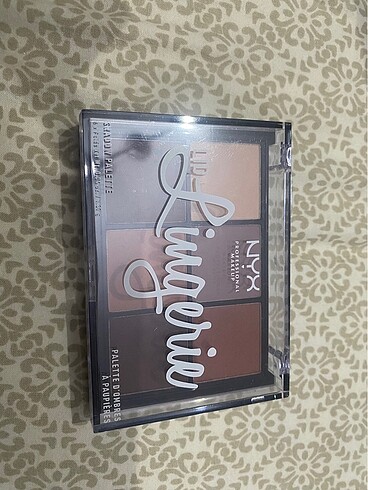 NYX
PROFESSIONAL
MAKEUP
LID
Lingerie
SHADOW PALETTE
PALETTE D'OMBRES
À PAUPIÈRES